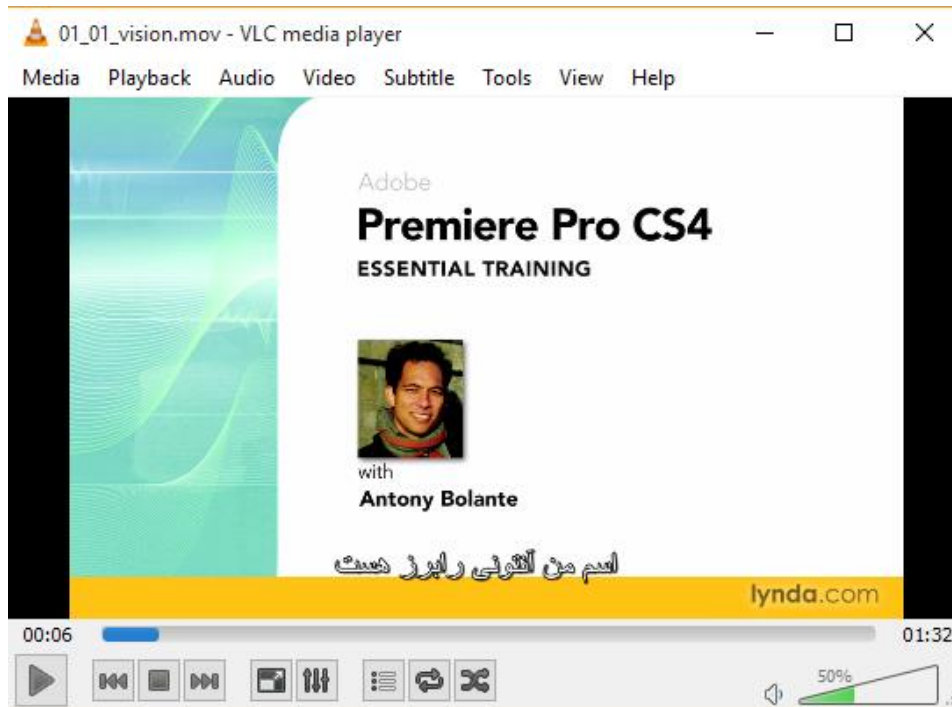 01_01_vision.mov - VLC media player
Media Playback Audio Video Subtitle Tools View Help
Adobe
Premiere Pro CS4
ESSENTIAL TRAINING
with
Antony Bolante
اسم من آنتونی رابرز هست
lynda.com
00:06
01:32
50%